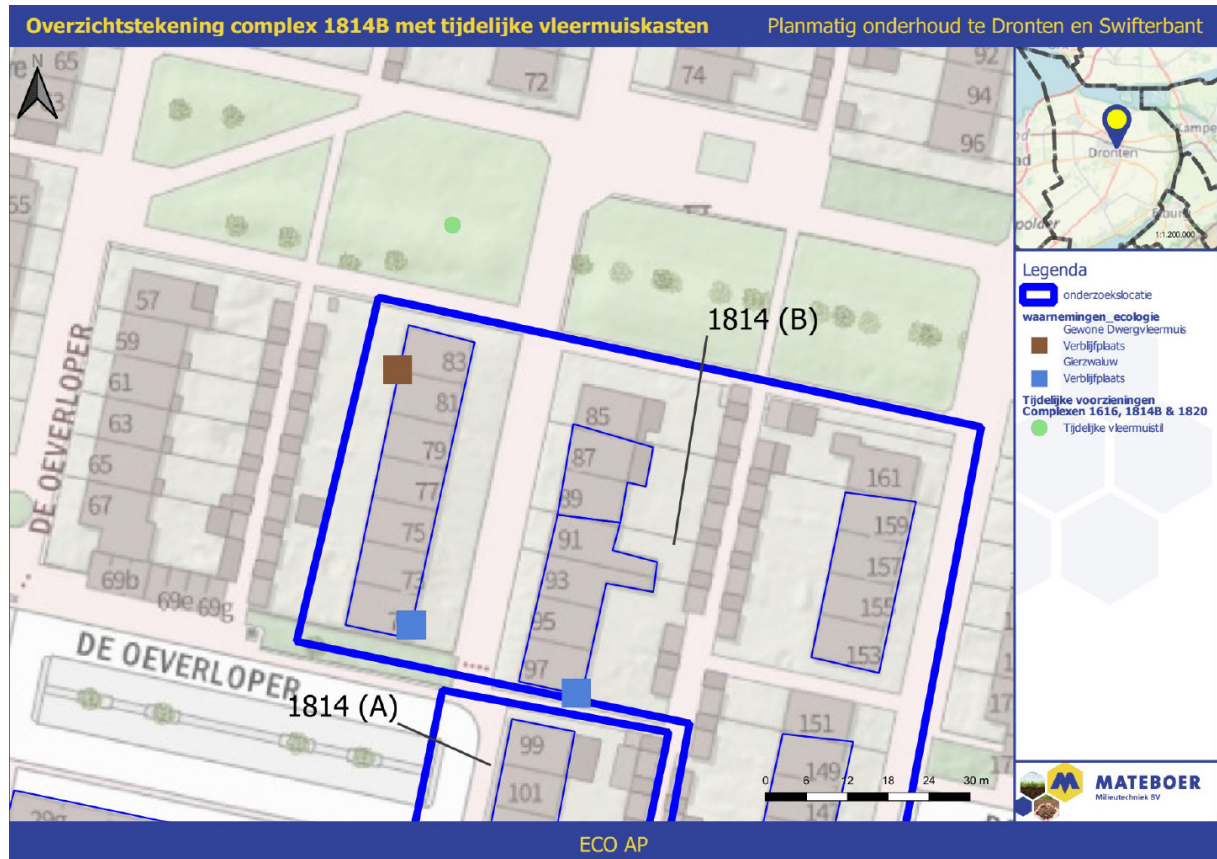 Overzichtstekening complex 1814B met tijdelijke vleermuiskasten
Planmatig onderhoud te Dronten en Swifterbant
N
65
72
74
92
94
96
55
57
59
61
63
65
67
69b
69e
69g
DE OEVERLOPER
83
81
79
77
75
73
1814 (B)
85
87
89
91
93
95
97
161
159
157
155
153
DE OEVERLOPER
1814 (A)
99
101
151
149
29g
0 6 12 18 24 30 m
Dronten
Kampe
1:1.200.000
Legenda
onderzoekslocatie
waarnemingen_ecologie
Gewone Dwergvleermuis
Verblijfplaats
Gierzwaluw
Verblijfplaats
Tijdelijke voorzieningen
Complexen 1616, 1814B & 1820
Tijdelijke vleermuistil
MATEBOER
Milieutechniek BV
ECO AP